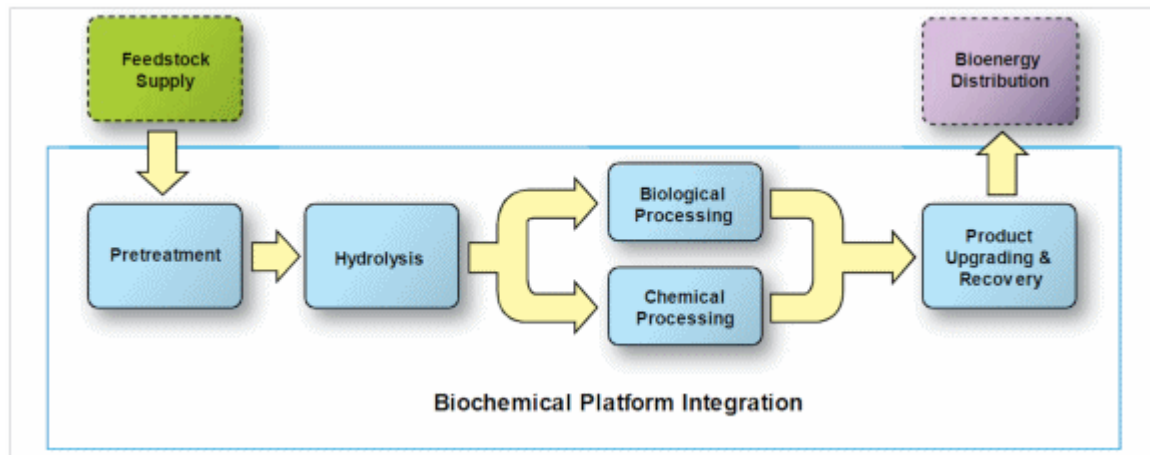 Feedstock
Supply
Bioenergy
Distribution
Pretreatment
Hydrolysis
Biological
Processing
Chemical
Processing
Product
Upgrading &
Recovery
Biochemical Platform Integration